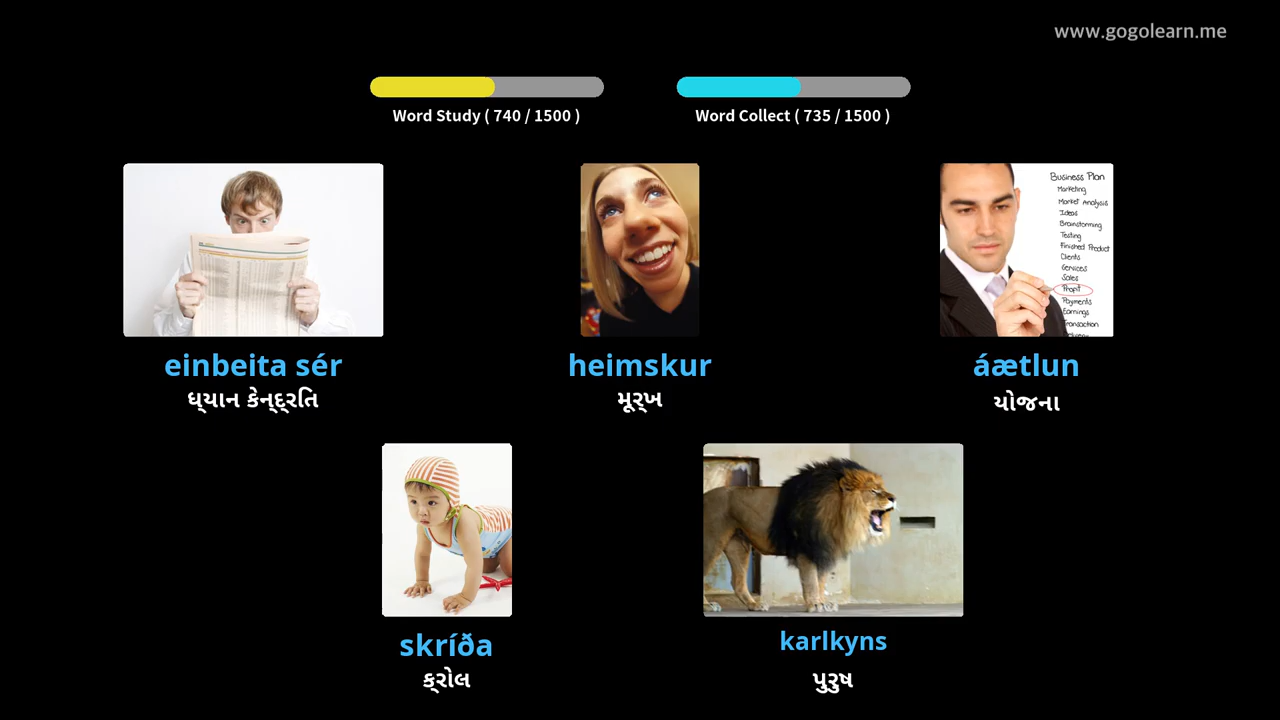 www.gogolearn.me
Word Study ( 740 / 1500 )
Word Collect ( 735 / 1500 )
Business Plan
Marketing
Market Analysis
Ideas
Brainstorming
Testing
Finished Product
Clients
Services
Sales
Profit
Payments
Earnings
Transaction
einbeita sér
ધ્યાન કેન્દ્રતિ
heimskur
મૂર્ખ
áætlun
યોજના
skríða
ક્રોલ
karlkyns
પુરુષ